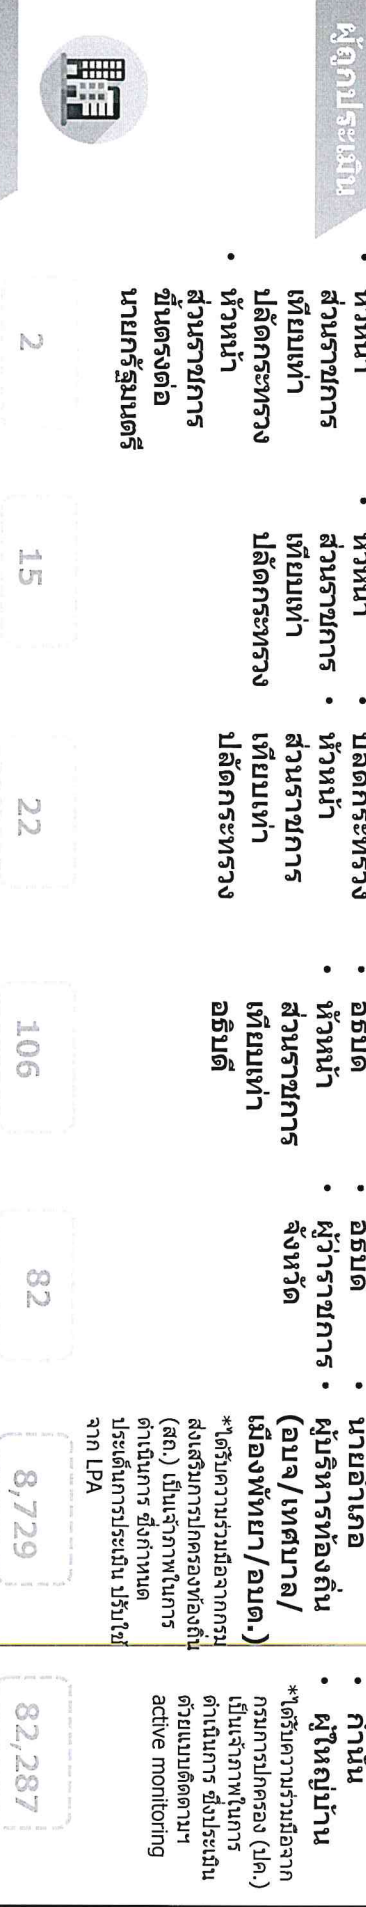 ผู้ถูกประเมิน
• หัวหน้า
ส่วนราชการ
เทียบเท่า
ปลัดกระทรวง
• หัวหน้า
ส่วนราชการ
ขึ้นตรงต่อ
นายกรัฐมนตรี
2
• หัวหน้า
ส่วนราชการ
เทียบเท่า
ปลัดกระทรวง
15
• ปลัดกระทรวง
• หัวหน้า
ส่วนราชการ
เทียบเท่า
ปลัดกระทรวง
22
• อธิบดี
• หัวหน้า
ส่วนราชการ
เทียบเท่า
อธิบดี
106
• อธิบดี
• ผู้ว่าราชการ
จังหวัด
82
• นายอำเภอ
• ผู้บริหารท้องถิ่น
(อบจ/เทศบาล/
เมืองพัทยา/อบต.)
*ได้รับความร่วมมือจากกรม
ส่งเสริมการปกครองท้องถิ่น
(สถ.) เป็นเจ้าภาพในการ
ดำเนินการ ซึ่งกำหนด
ประเด็นการประเมิน ปรับใช้
จาก LPA
8,729
• กำนัน
• ผู้ใหญ่บ้าน
*ได้รับความร่วมมือจาก
กรมการปกครอง (ปค.)
เป็นเจ้าภาพในการ
ดำเนินการ ซึ่งประเมิน
ด้วยแบบติดตามฯ
active monitoring
82,287